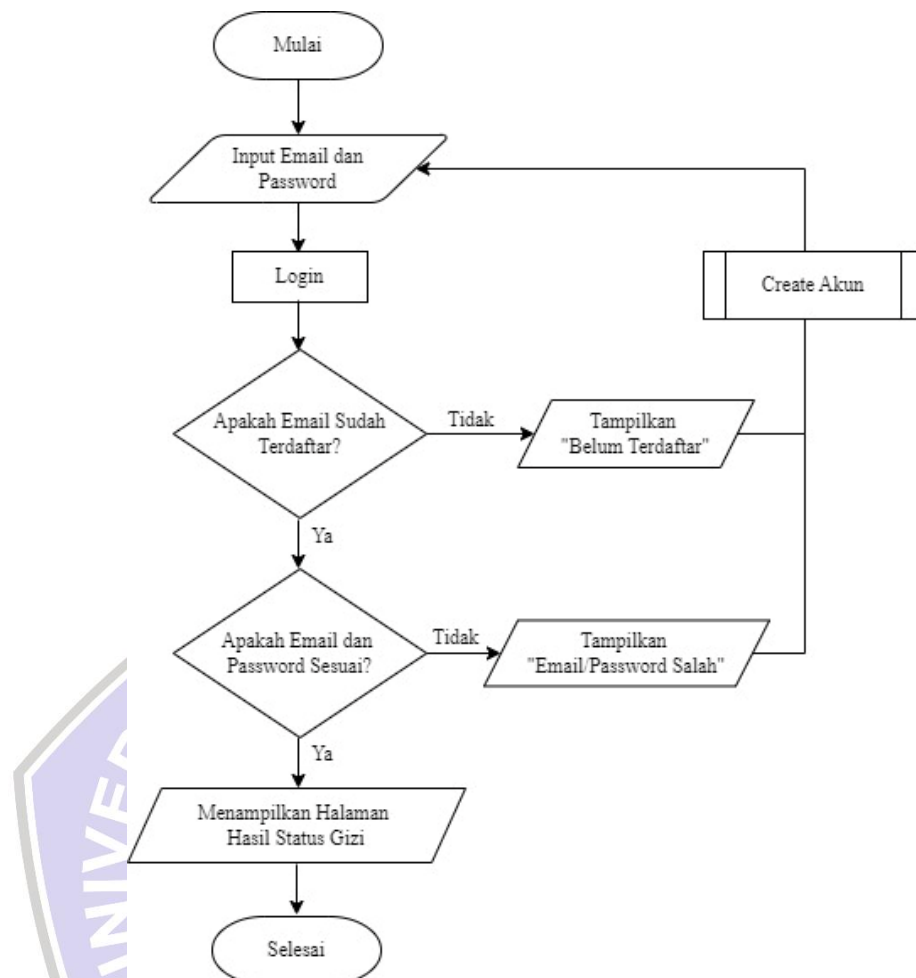 Mulai
Input Email dan
Password
Login
Create Akun
Apakah Email Sudah
Terdaftar?
Tidak
Tampilkan
"Belum Terdaftar"
Ya
Apakah Email dan
Password Sesuai?
Tidak
Tampilkan
"Email/Password Salah"
Ya
Menampilkan Halaman
Hasil Status Gizi
Selesai